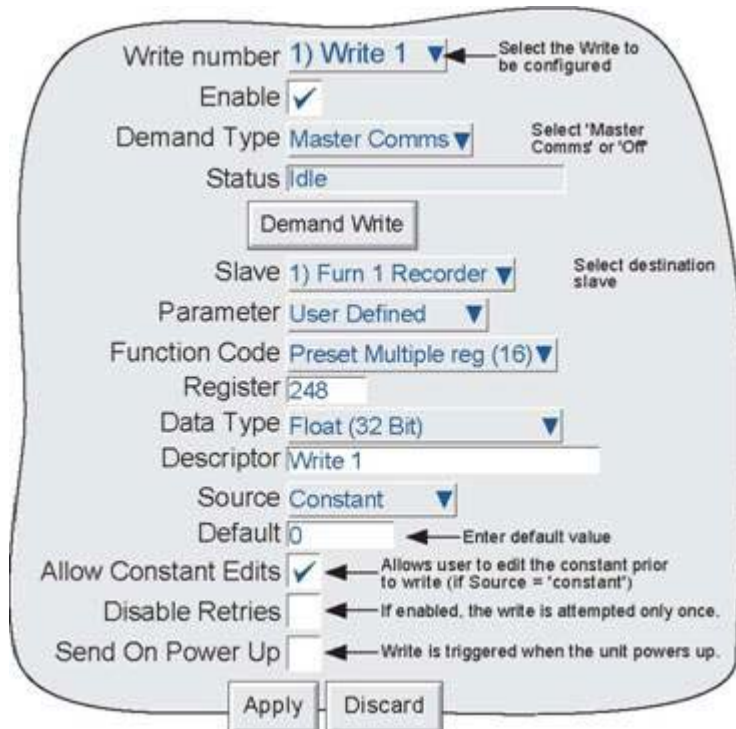 Write number 1) Write 1 Select the Write to
be configured
Enable
Demand Type Master Comms Select 'Master
Comms' or 'Off'
Status Idle
Demand Write
Slave 1) Furn 1 Recorder Select destination
slave
Parameter User Defined
Function Code Preset Multiple reg (16)
Register 248
Data Type Float (32 Bit)
Descriptor Write 1
Source Constant
Default 0 Enter default value
Allow Constant Edits Allows user to edit the constant prior
to write (if Source = 'constant')
Disable Retries If enabled, the write is attempted only once.
Send On Power Up Write is triggered when the unit powers up.
Apply Discard